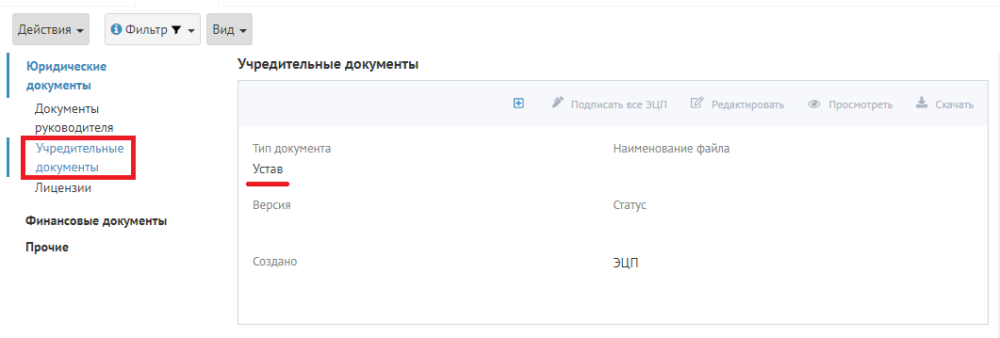 Действия
Фильтр
Вид
Юридические
документы
Документы
руководителя
Учредительные
документы
Лицензии
Финансовые документы
Прочие
Учредительные документы
Подписать все ЭЦП Редактировать Просмотреть Скачать
Тип документа Наименование файла
Устав
Версия Статус
Создано ЭЦП